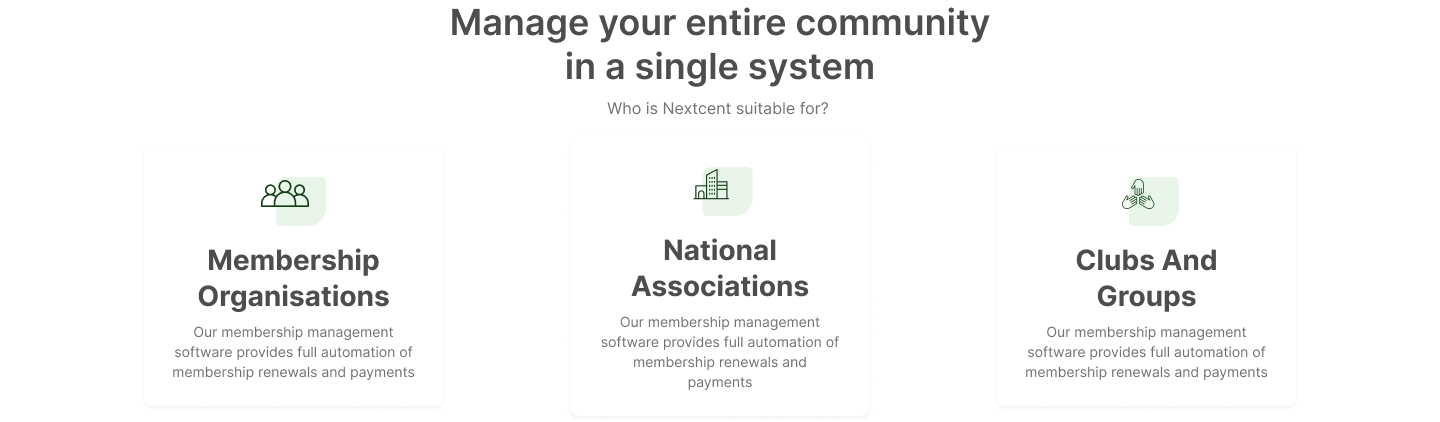 Manage your entire community
in a single system
Who is Nextcent suitable for?
Membership
Organisations
Our membership management
software provides full automation of
membership renewals and payments
National
Associations
Our membership management
software provides full automation of
membership renewals and
payments
Clubs And
Groups
Our membership management
software provides full automation of
membership renewals and payments